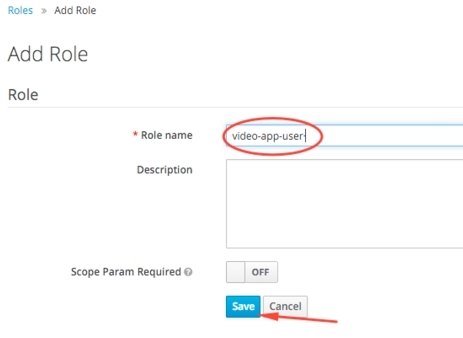 Roles » Add Role
Add Role
Role
* Role name video-app-user
Description
Scope Param Required ?
OFF
Save Cancel